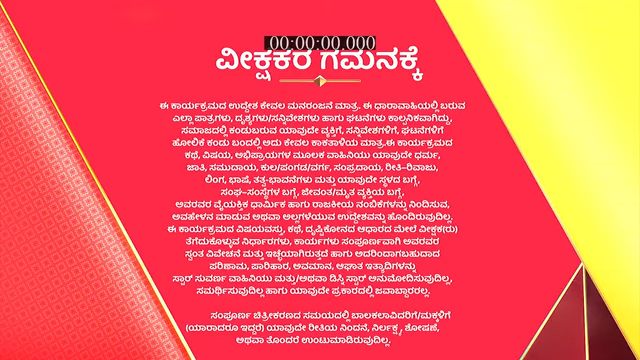 00:00:00.000
ವೀಕ್ಷಕರ ಗಮನಕ್ಕೆ
ಈ ಕಾರ್ಯಕ್ರಮದ ಉದ್ದೇಶ ಕೇವಲ ಮನರಂಜನೆ ಮಾತ್ರ. ಈ ಧಾರಾವಾಹಿಯಲ್ಲಿ ಬರುವ
ಎಲ್ಲಾ ಪಾತ್ರಗಳು, ದೃಶ್ಯಗಳು/ಸನ್ನಿವೇಶಗಳು ಹಾಗು ಘಟನೆಗಳು ಕಾಲ್ಪನಿಕವಾಗಿದ್ದು,
ಸಮಾಜದಲ್ಲಿ ಕಂಡುಬರುವ ಯಾವುದೇ ವ್ಯಕ್ತಿಗೆ, ಸನ್ನಿವೇಶಗಳಿಗೆ, ಘಟನೆಗಳಿಗೆ
ಹೋಲಿಕೆ ಕಂಡು ಬಂದಲ್ಲಿ ಅದು ಕೇವಲ ಕಾಕತಾಳಿಯ ಮಾತ್ರ.ಈ ಕಾರ್ಯಕ್ರಮದ
ಕಥೆ, ವಿಷಯ, ಅಭಿಪ್ರಾಯಗಳ ಮೂಲಕ ವಾಹಿನಿಯು ಯಾವುದೇ ಧರ್ಮ,
ಜಾತಿ, ಸಮುದಾಯ, ಕುಲ/ಪಂಗಡ/ವರ್ಗ, ಸಂಪ್ರದಾಯ, ರೀತಿ-ರಿವಾಜು,
ಲಿಂಗ, ಭಾಷೆ, ತತ್ವ-ಭಾವನೆಗಳು ಮತ್ತು ಯಾವುದೇ ಸ್ಥಳದ ಬಗ್ಗೆ,
ಸಂಘ-ಸಂಸ್ಥೆಗಳ ಬಗ್ಗೆ, ಜೀವಂತ/ಮೃತ ವ್ಯಕ್ತಿಯ ಬಗ್ಗೆ,
ಅವರವರ ವೈಯಕ್ತಿಕ ಧಾರ್ಮಿಕ ಹಾಗು ರಾಜಕೀಯ ನಂಬಿಕೆಗಳನ್ನು ನಿಂದಿಸುವ,
ಅವಹೇಳನ ಮಾಡುವ ಅಥವಾ ಅಲ್ಲಗಳೆಯುವ ಉದ್ದೇಶವನ್ನು ಹೊಂದಿರುವುದಿಲ್ಲ.
ಈ ಕಾರ್ಯಕ್ರಮದ ವಿಷಯವಸ್ತು, ಕಥೆ, ದೃಷ್ಟಿಕೋನದ ಆಧಾರದ ಮೇಲೆ ವೀಕ್ಷಕ(ರು)
ತೆಗೆದುಕೊಳ್ಳುವ ನಿರ್ಧಾರಗಳು, ಕಾರ್ಯಗಳು ಸಂಪೂರ್ಣವಾಗಿ ಅವರವರ
ಸ್ವಂತ ವಿವೇಚನೆ ಮತ್ತು ಇಚ್ಛೆಯಾಗಿರುತ್ತದೆ ಹಾಗು ಅದರಿಂದಾಗಬಹುದಾದ
ಪರಿಣಾಮ, ಪಾರಿಹಾರ, ಅವಮಾನ, ಆಘಾತ ಇತ್ಯಾದಿಗಳನ್ನು
ಸ್ಟಾರ್ ಸುವರ್ಣ ವಾಹಿನಿಯು ಮತ್ತು/ಅಥವಾ ಡಿಸ್ನಿ ಸ್ಟಾರ್ ಅನುಮೋದಿಸುವುದಿಲ್ಲ,
ಸಮರ್ಥಿಸುವುದಿಲ್ಲ ಹಾಗು ಯಾವುದೇ ಪ್ರಕಾರದಲ್ಲಿ ಜವಾಬ್ದಾರರಲ್ಲ.
ಸಂಪೂರ್ಣ ಚಿತ್ರೀಕರಣದ ಸಮಯದಲ್ಲಿ ಬಾಲಕಲಾವಿದರಿಗೆ/ಮಕ್ಕಳಿಗೆ
(ಯಾರಾದರೂ ಇದ್ದರೆ) ಯಾವುದೇ ರೀತಿಯ ನಿಂದನೆ, ನಿರ್ಲಕ್ಷ್ಯ, ಶೋಷಣೆ,
ಅಥವಾ ತೊಂದರೆ ಉಂಟುಮಾಡಿರುವುದಿಲ್ಲ.